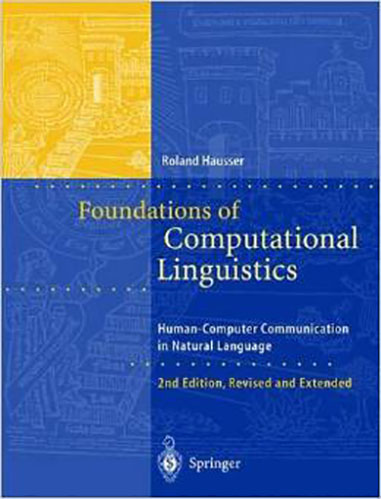 Roland Hausser
Foundations of
Computational
Linguistics
Human-Computer Communication
in Natural Language
2nd Edition, Revised and Extended
Springer